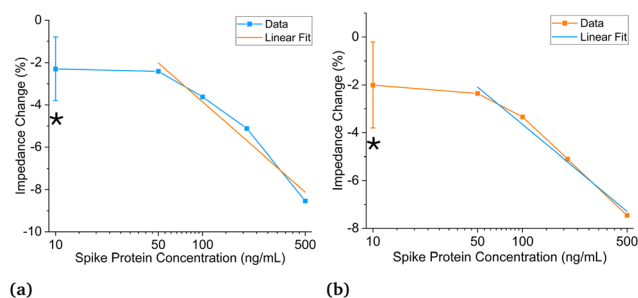 0
-2
-4
-6
-8
-10
Impedance Change (%)
Data
Linear Fit
*
10
50
100
500
Spike Protein Concentration (ng/mL)
(a)
0
-2
-4
-6
-8
Impedance Change (%)
Data
Linear Fit
*
10
50
100
500
Spike Protein Concentration (ng/mL)
(b)